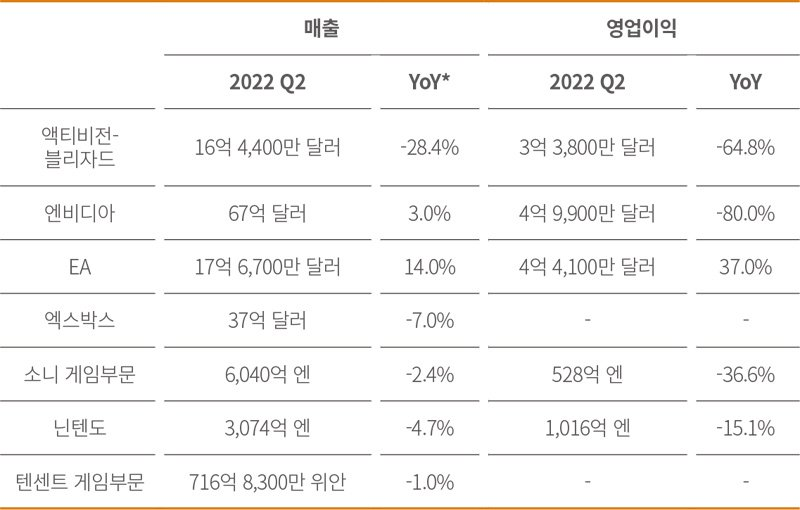 매출 영업이익
2022 Q2 YoY* 2022 Q2 YoY
액티비전-
블리자드 16억 4,400만 달러 -28.4% 3억 3,800만 달러 -64.8%
엔비디아 67억 달러 3.0% 4억 9,900만 달러 -80.0%
EA 17억 6,700만 달러 14.0% 4억 4,100만 달러 37.0%
엑스박스 37억 달러 -7.0% - -
소니 게임부문 6,040억 엔 -2.4% 528억 엔 -36.6%
닌텐도 3,074억 엔 -4.7% 1,016억 엔 -15.1%
텐센트 게임부문 716억 8,300만 위안 -1.0% - -